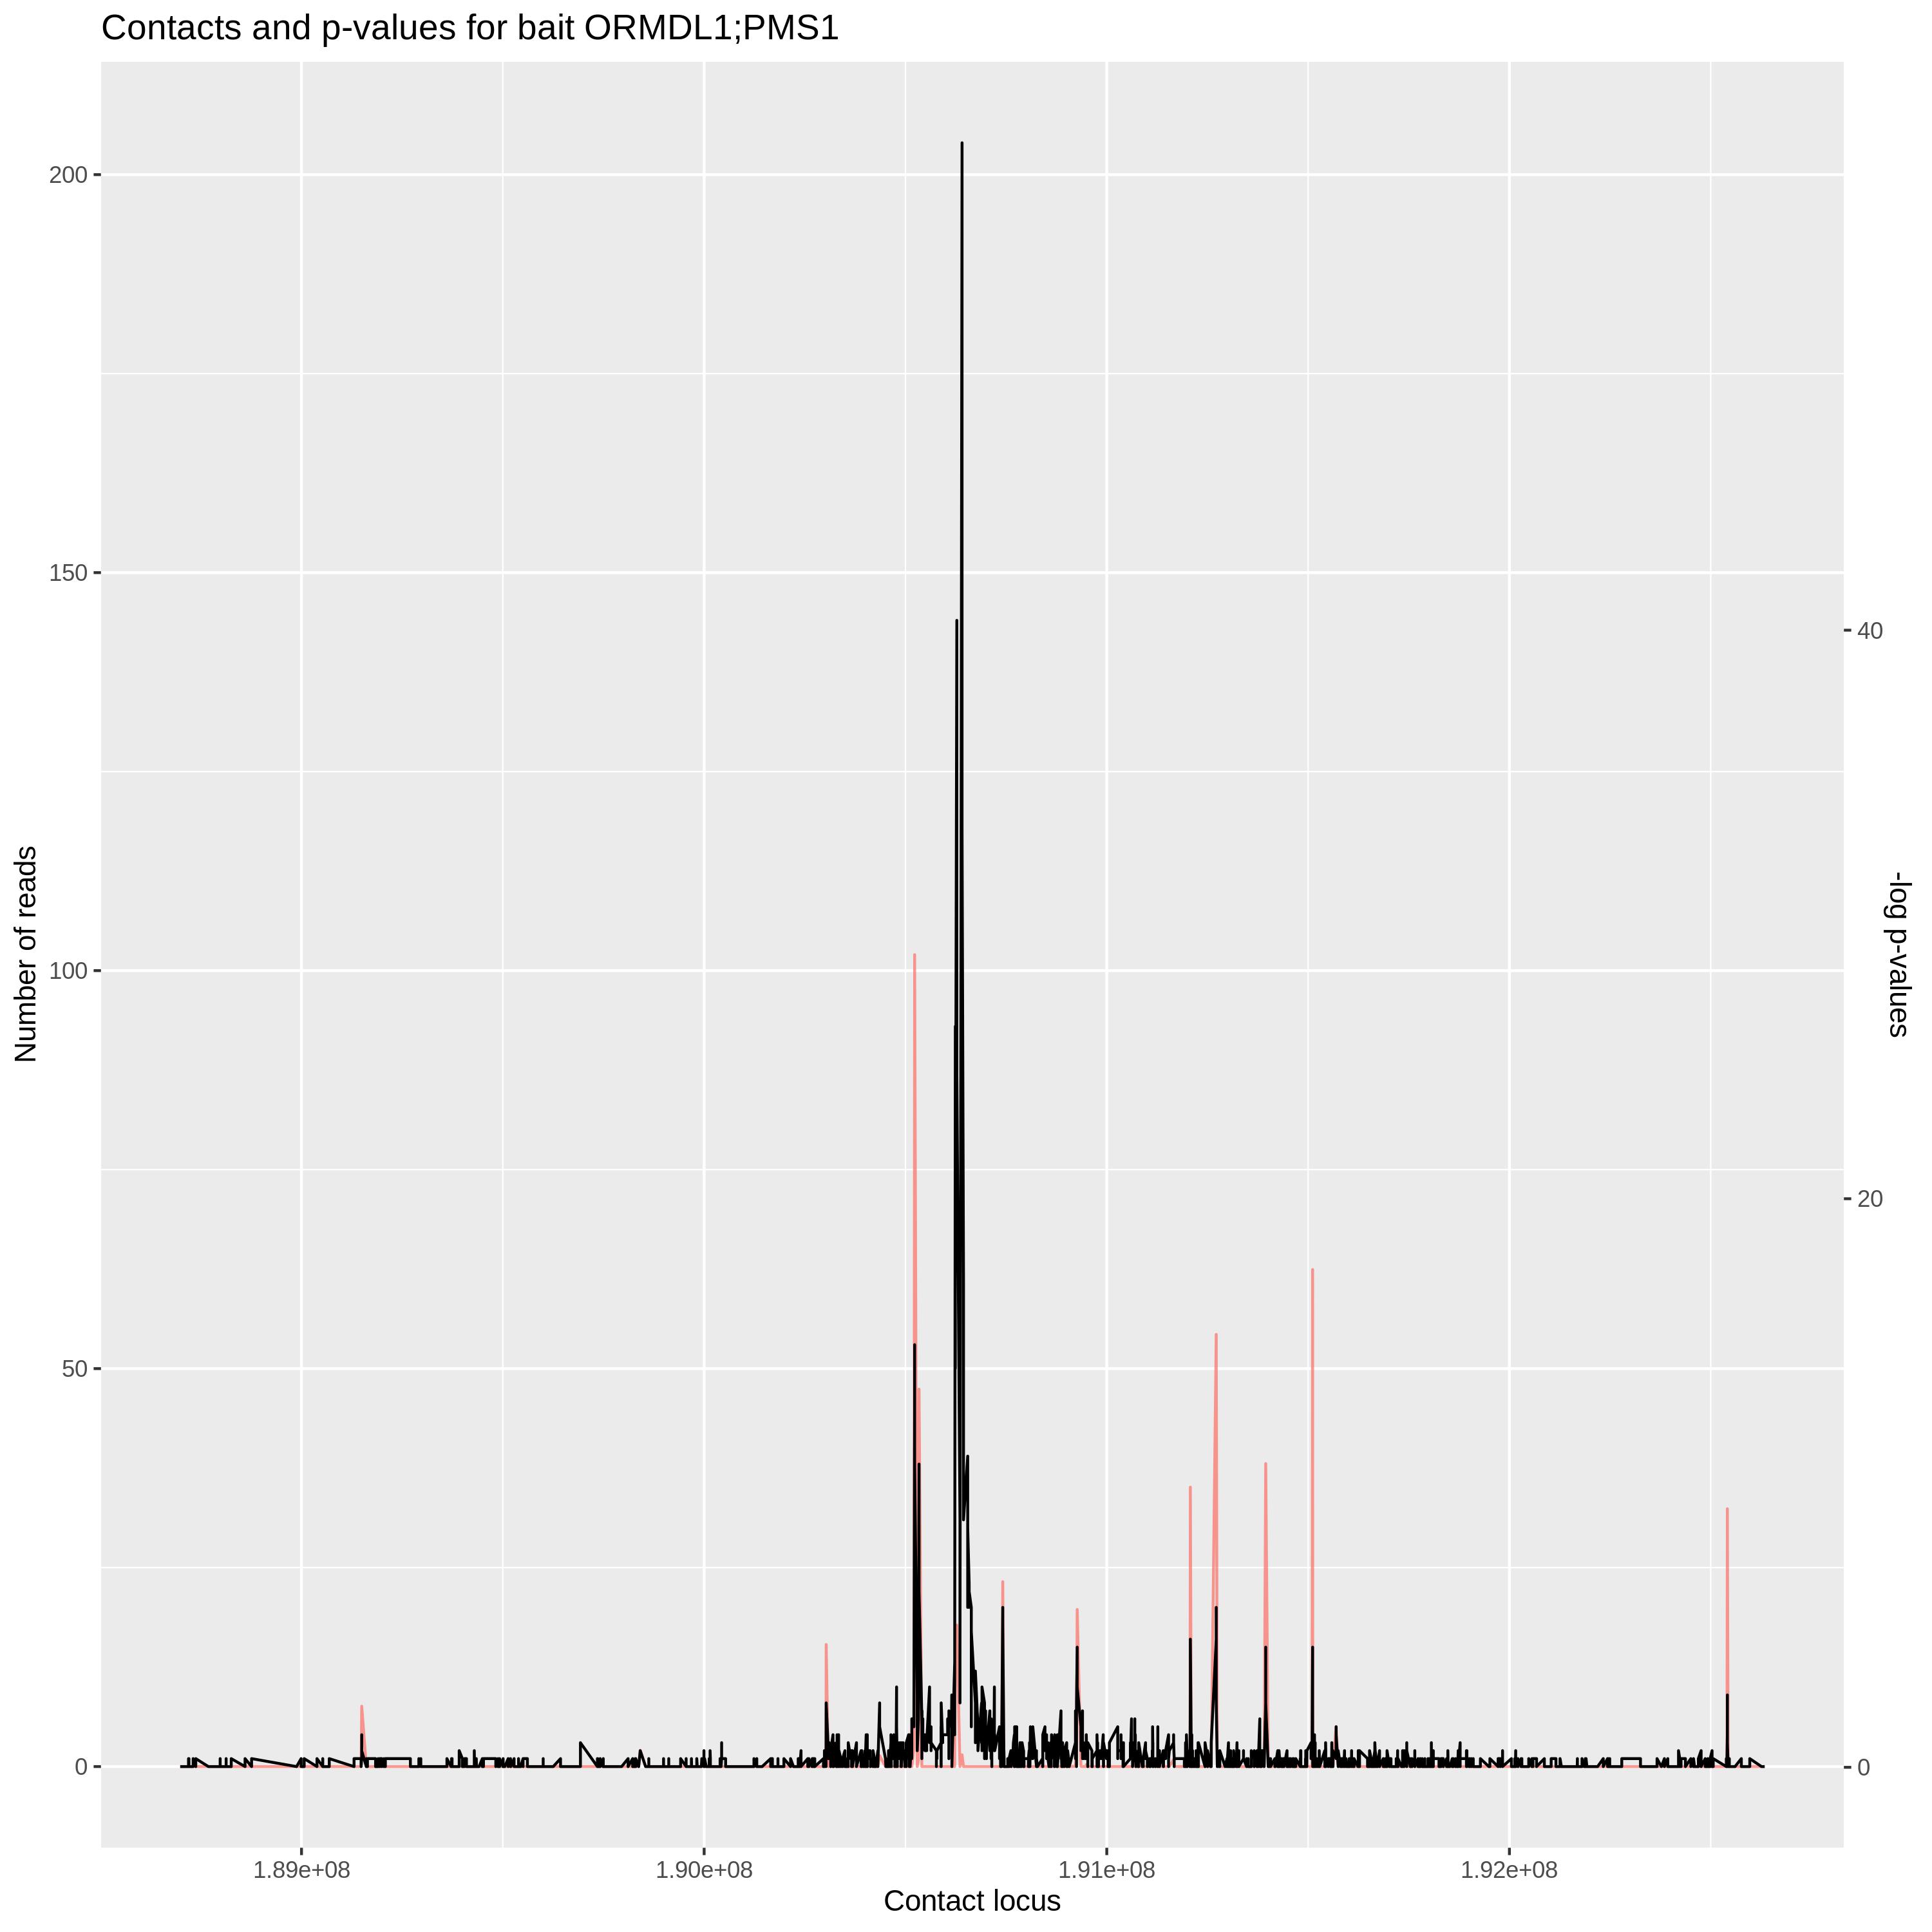 Contacts and p-values for bait ORMDL1;PMS1
200
150
100
50
0
Number of reads
40
20
0
-log p-values
1.89e+08
1.90e+08
1.91e+08
1.92e+08
Contact locus